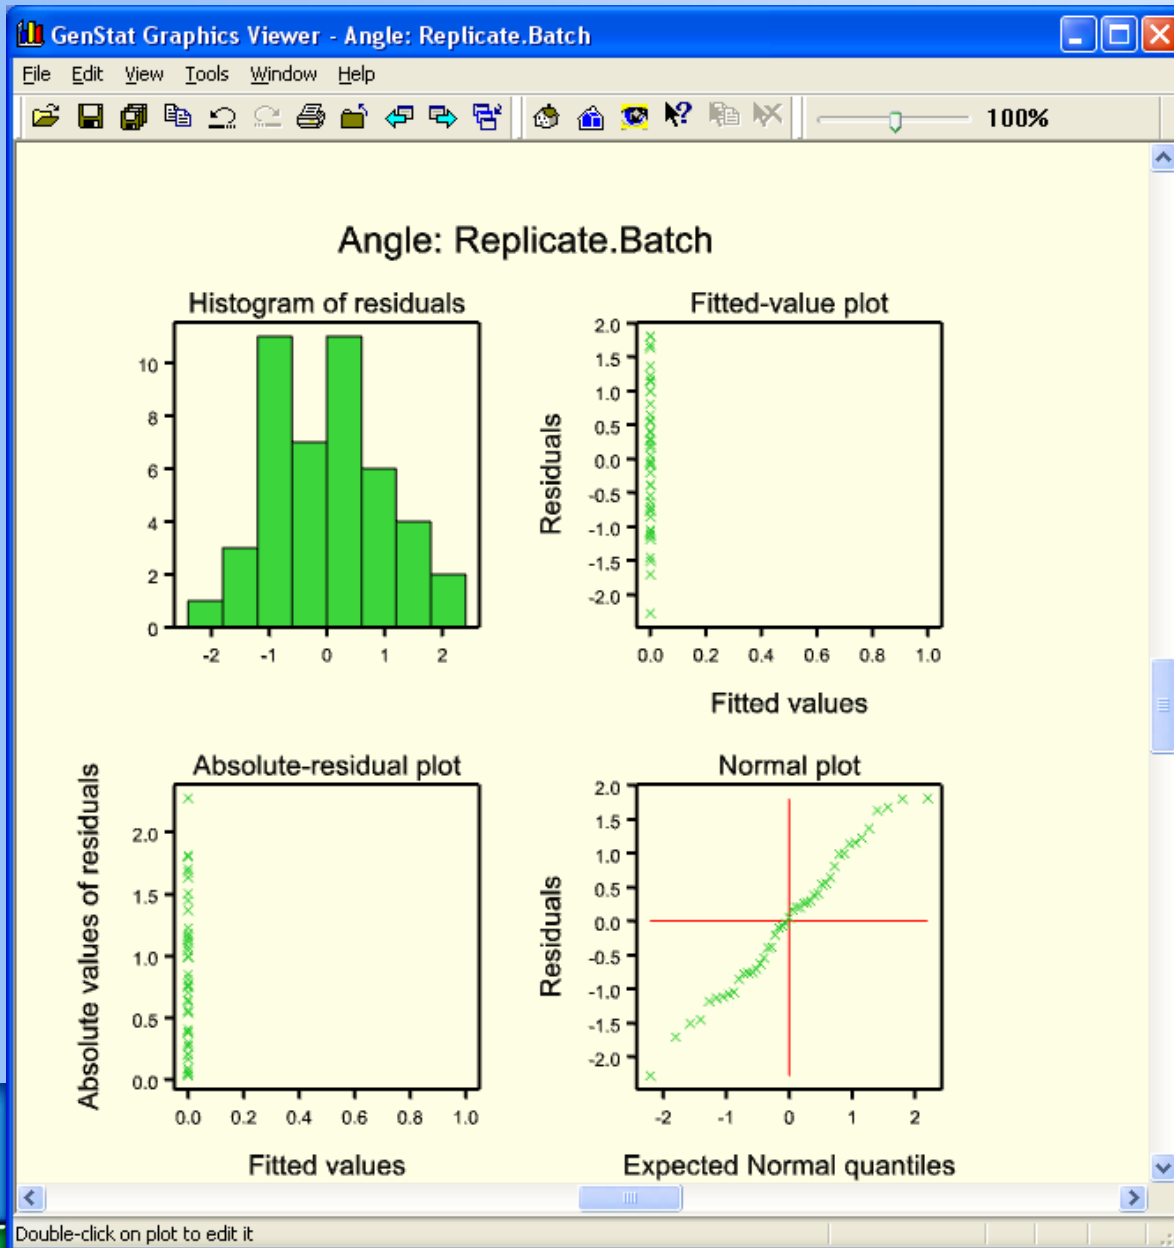 GenStat Graphics Viewer - Angle: Replicate.Batch
File Edit View Tools Window Help
100%
Angle: Replicate.Batch
Histogram of residuals
10
8
6
4
2
0
-2 -1 0 1 2
Fitted-value plot
Residuals
2.0
1.5
1.0
0.5
0.0
-0.5
-1.0
-1.5
-2.0
0.0 0.2 0.4 0.6 0.8 1.0
Fitted values
Absolute-residual plot
Absolute values of residuals
2.0
1.5
1.0
0.5
0.0
0.0 0.2 0.4 0.6 0.8 1.0
Fitted values
Normal plot
Residuals
2.0
1.5
1.0
0.5
0.0
-0.5
-1.0
-1.5
-2.0
-2 -1 0 1 2
Expected Normal quantiles
Double-click on plot to edit it